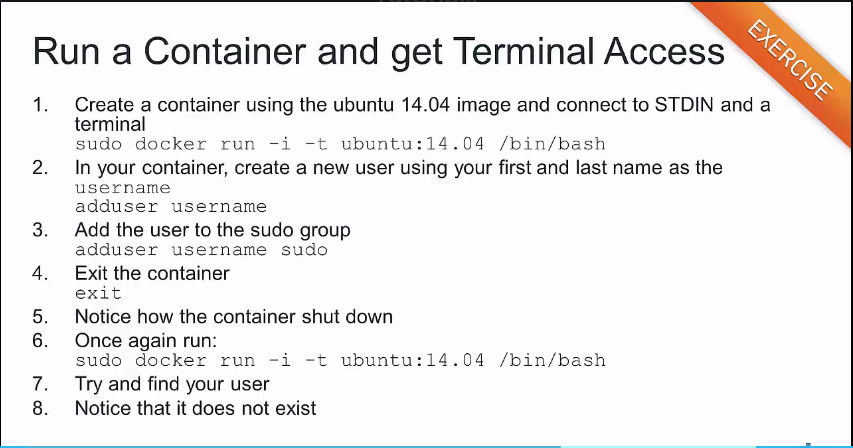 EXERCISE
Run a Container and get Terminal Access
1. Create a container using the ubuntu 14.04 image and connect to STDIN and a
terminal
sudo docker run -i -t ubuntu:14.04 /bin/bash
2. In your container, create a new user using your first and last name as the
username
adduser username
3. Add the user to the sudo group
adduser username sudo
4. Exit the container
exit
5. Notice how the container shut down
6. Once again run:
sudo docker run -i -t ubuntu:14.04 /bin/bash
7. Try and find your user
8. Notice that it does not exist